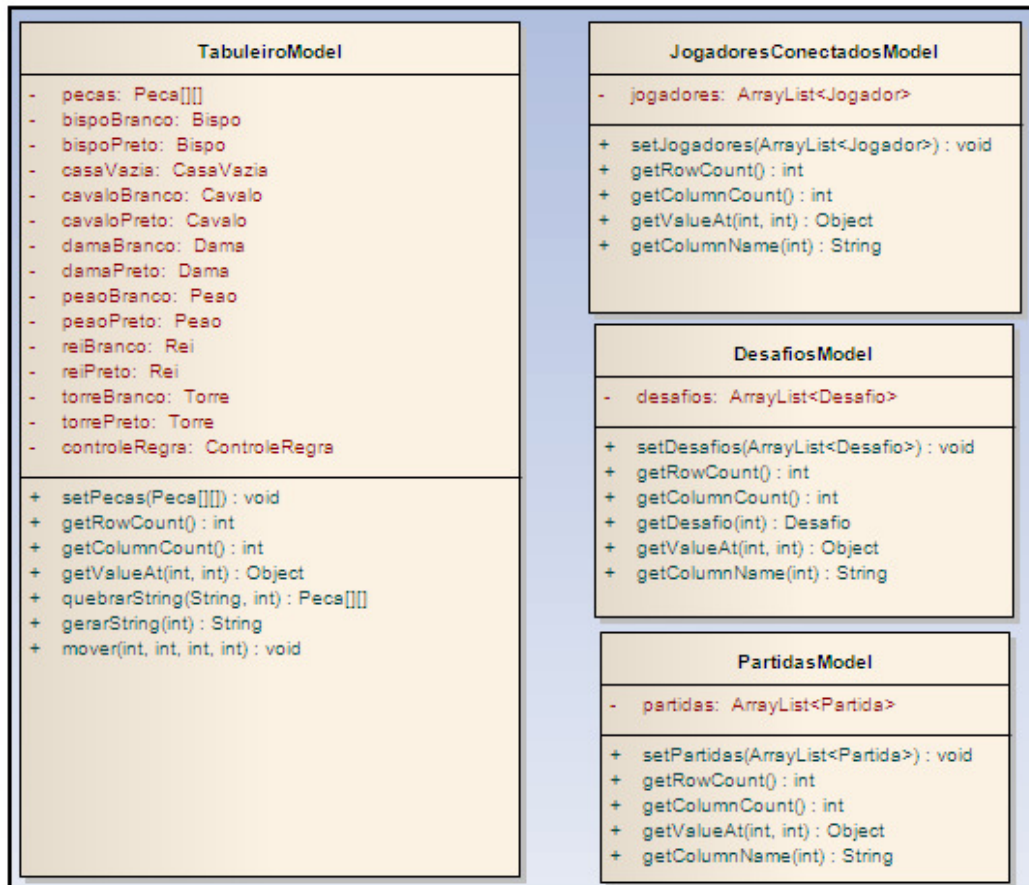 TabuleiroModel
- pecas: Peca[][]
- bispoBranco: Bispo
- bispoPreto: Bispo
- casaVazia: CasaVazia
- cavaloBranco: Cavalo
- cavaloPreto: Cavalo
- damaBranco: Dama
- damaPreto: Dama
- peaoBranco: Peao
- peaoPreto: Peao
- reiBranco: Rei
- reiPreto: Rei
- torreBranco: Torre
- torrePreto: Torre
- controleRegra: ControleRegra
+ setPecas(Peca[][]) : void
+ getRowCount() : int
+ getColumnCount() : int
+ getValueAt(int, int) : Object
+ quebrarString(String, int) : Peca[][]
+ gerarString(int) : String
+ mover(int, int, int, int) : void
JogadoresConectadosModel
- jogadores: ArrayList<Jogador>
+ setJogadores(ArrayList<Jogador>) : void
+ getRowCount() : int
+ getColumnCount() : int
+ getValueAt(int, int) : Object
+ getColumnName(int) : String
DesafiosModel
- desafios: ArrayList<Desafio>
+ setDesafios(ArrayList<Desafio>) : void
+ getRowCount() : int
+ getColumnCount() : int
+ getDesafio(int) : Desafio
+ getValueAt(int, int) : Object
+ getColumnName(int) : String
PartidasModel
- partidas: ArrayList<Partida>
+ setPartidas(ArrayList<Partida>) : void
+ getRowCount() : int
+ getColumnCount() : int
+ getValueAt(int, int) : Object
+ getColumnName(int) : String